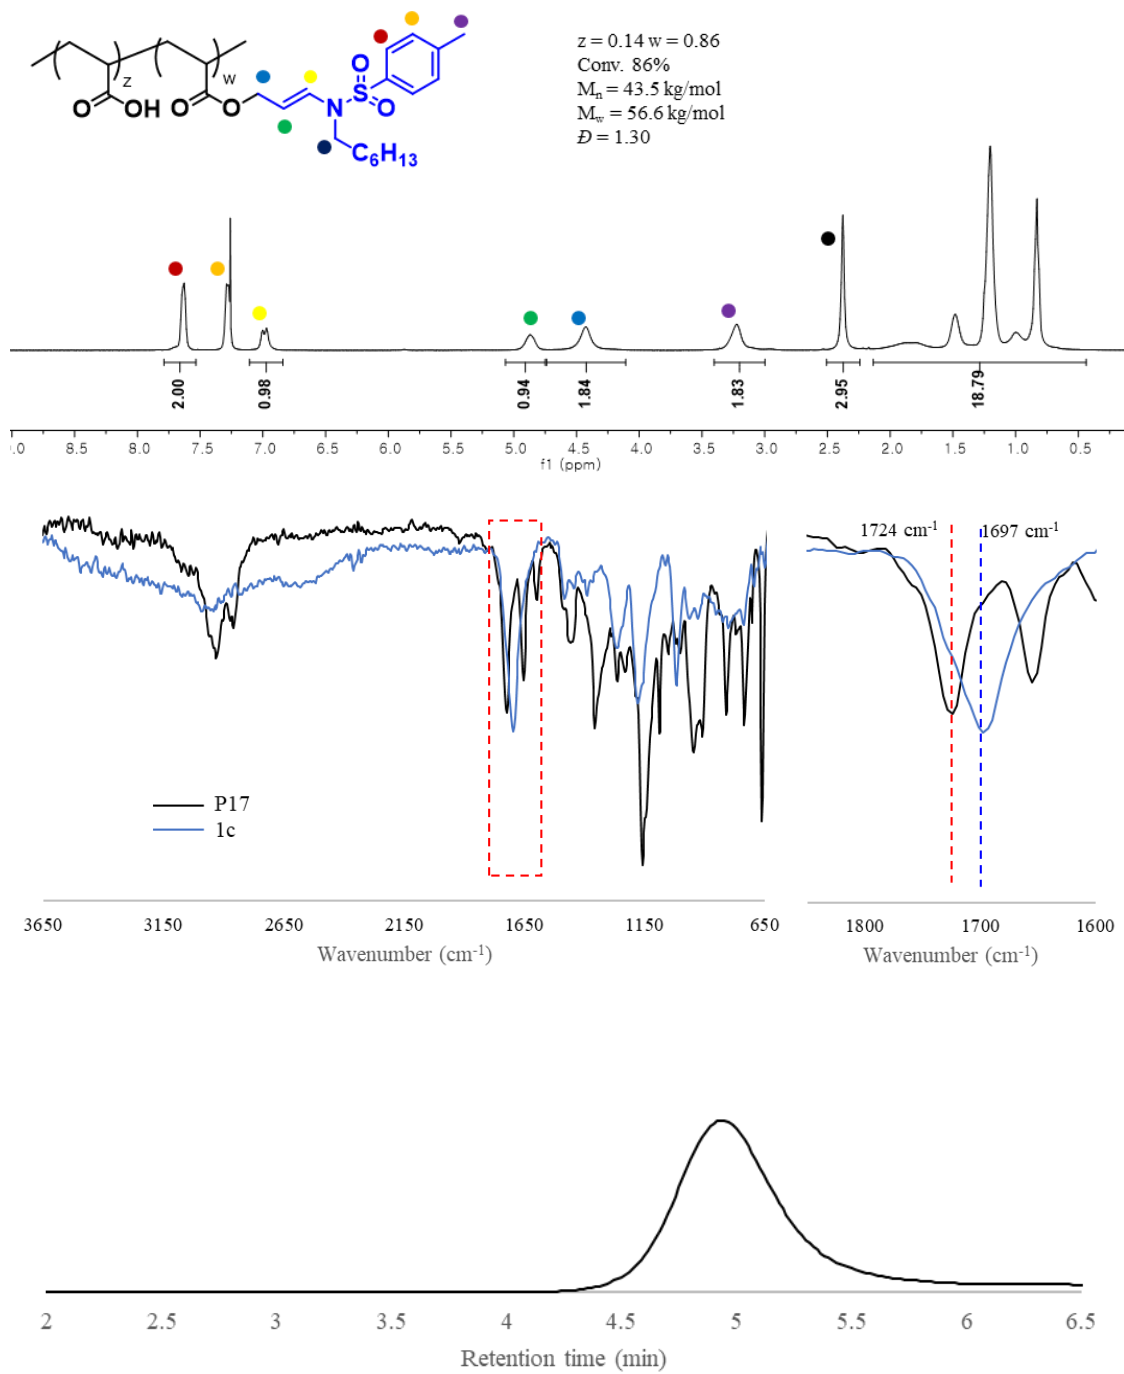 z
OH
O
w
O
O
N
S
O
O
C₆H₁₃
z = 0.14 w = 0.86
Conv. 86%
Mₙ = 43.5 kg/mol
M_w = 56.6 kg/mol
Đ = 1.30
2.00
0.98
0.94
1.84
1.83
2.95
18.79
.0 8.5 8.0 7.5 7.0 6.5 6.0 5.5 5.0 4.5 4.0 3.5 3.0 2.5 2.0 1.5 1.0 0.5
f1 (ppm)
P17
1c
3650 3150 2650 2150 1650 1150 650
Wavenumber (cm⁻¹)
1724 cm⁻¹ 1697 cm⁻¹
1800 1700 1600
Wavenumber (cm⁻¹)
2 2.5 3 3.5 4 4.5 5 5.5 6 6.5
Retention time (min)